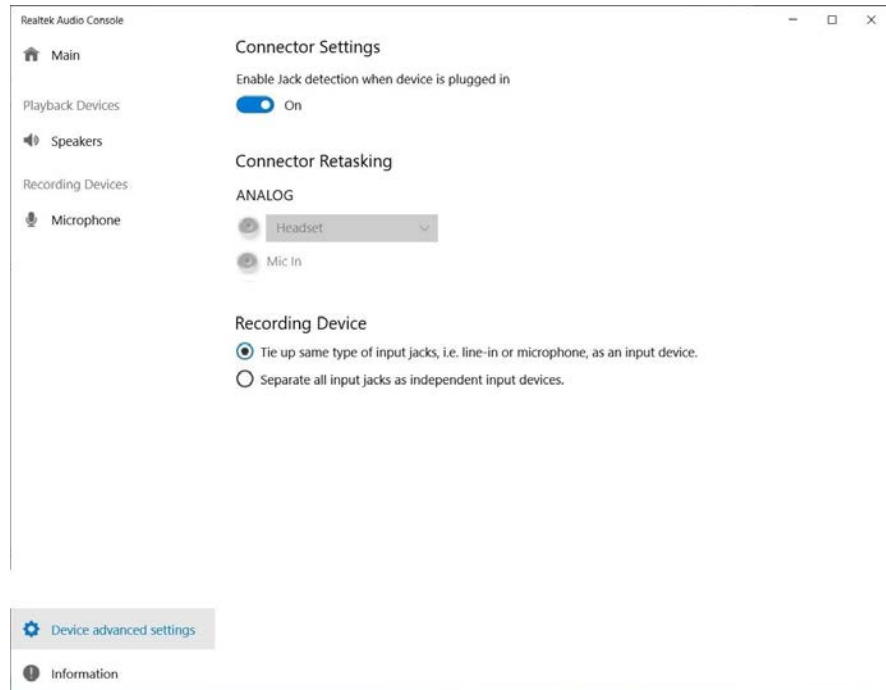 Realtek Audio Console
Main
Playback Devices
Speakers
Recording Devices
Microphone
Connector Settings
Enable Jack detection when device is plugged in
On
Connector Retasking
ANALOG
Headset
Mic In
Recording Device
Tie up same type of input jacks, i.e. line-in or microphone, as an input device.
Separate all input jacks as independent input devices.
Device advanced settings
Information